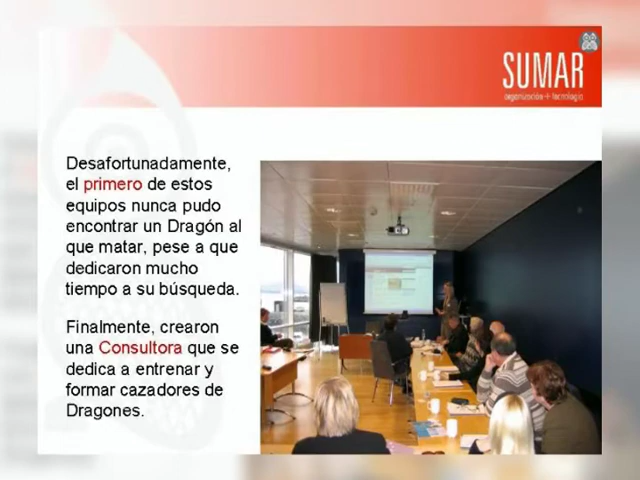 SUMAR
organización + tecnología
Desafortunadamente,
el primero de estos
equipos nunca pudo
encontrar un Dragón al
que matar, pese a que
dedicaron mucho
tiempo a su búsqueda.
Finalmente, crearon
una Consultora que se
dedica a entrenar y
formar cazadores de
Dragones.